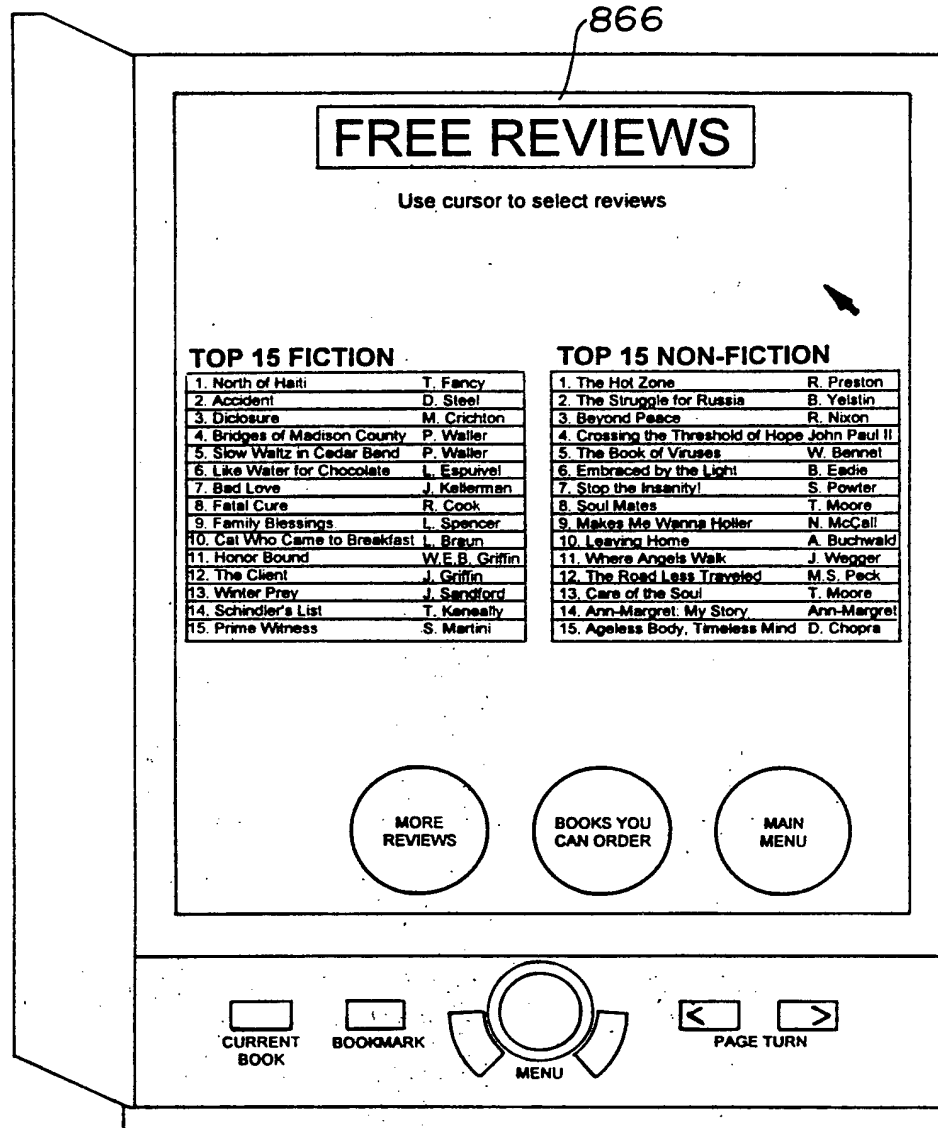 866
FREE REVIEWS
Use cursor to select reviews
TOP 15 FICTION
1. North of Haiti T. Fancy
2. Accident D. Steel
3. Diclosure M. Crichton
4. Bridges of Madison County P. Waller
5. Slow Waltz in Cedar Bend P. Waller
6. Like Water for Chocolate L. Espuivel
7. Bad Love J. Kellerman
8. Fatal Cure R. Cook
9. Family Blessings L. Spencer
10. Cat Who Came to Breakfast L. Braun
11. Honor Bound W.E.B. Griffin
12. The Client J. Griffin
13. Winter Prey J. Sandford
14. Schindler's List T. Keneally
15. Prime Witness S. Martini
TOP 15 NON-FICTION
1. The Hot Zone R. Preston
2. The Struggle for Russia B. Yelstin
3. Beyond Peace R. Nixon
4. Crossing the Threshold of Hope John Paul II
5. The Book of Viruses W. Bennet
6. Embraced by the Light B. Eadie
7. Stop the Insanity! S. Powter
8. Soul Mates T. Moore
9. Makes Me Wanna Holler N. McCall
10. Leaving Home A. Buchwald
11. Where Angels Walk J. Wegger
12. The Road Less Traveled M.S. Peck
13. Care of the Soul T. Moore
14. Ann-Margret: My Story Ann-Margret
15. Ageless Body, Timeless Mind D. Chopra
MORE
REVIEWS
BOOKS YOU
CAN ORDER
MAIN
MENU
CURRENT
BOOK
BOOKMARK
MENU
< >
PAGE TURN